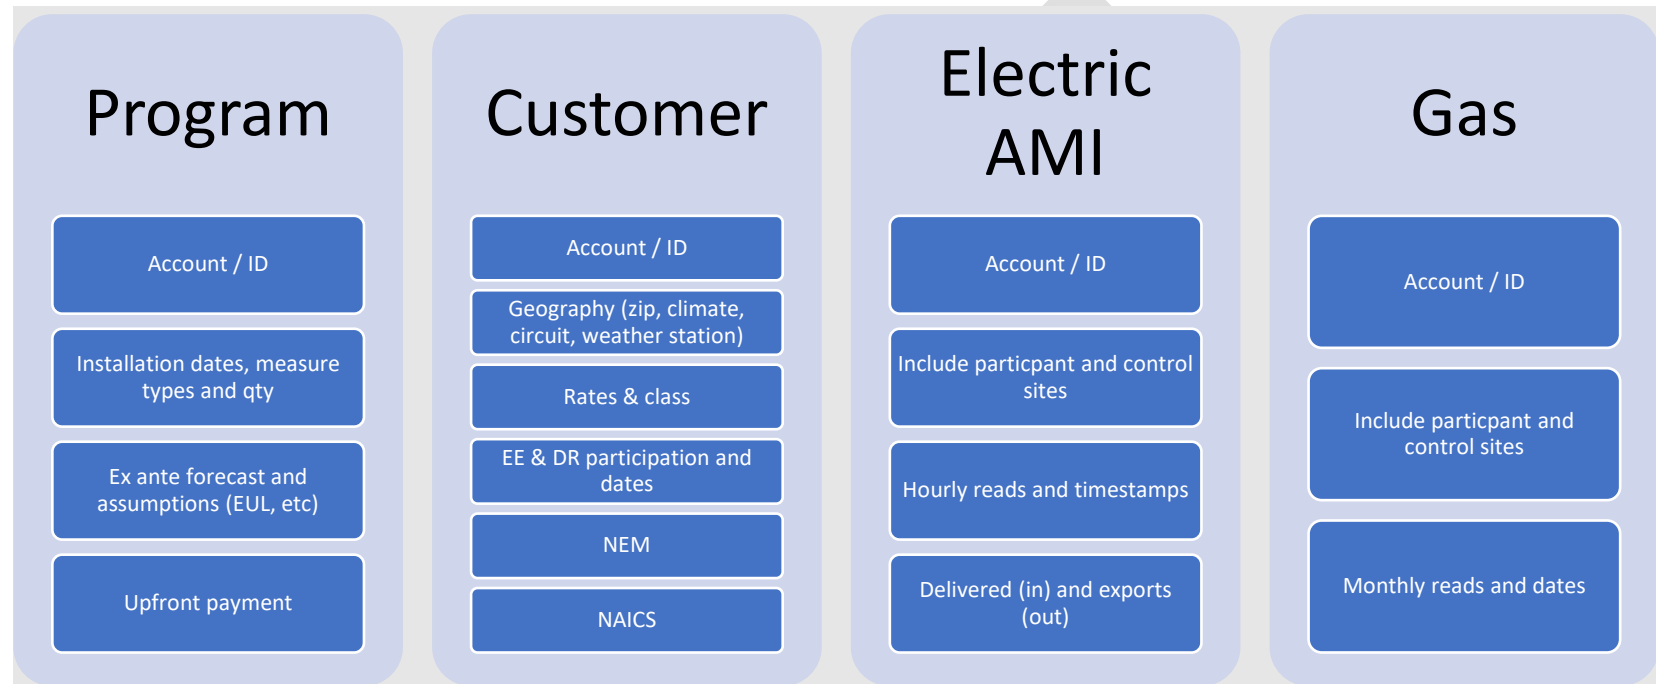 Program
Account / ID
Installation dates, measure
types and qty
Ex ante forecast and
assumptions (EUL, etc)
Upfront payment
Customer
Account / ID
Geography (zip, climate,
circuit, weather station)
Rates & class
EE & DR participation and
dates
NEM
NAICS
Electric
AMI
Account / ID
Include particpant and control
sites
Hourly reads and timestamps
Delivered (in) and exports
(out)
Gas
Account / ID
Include particpant and
control sites
Monthly reads and dates